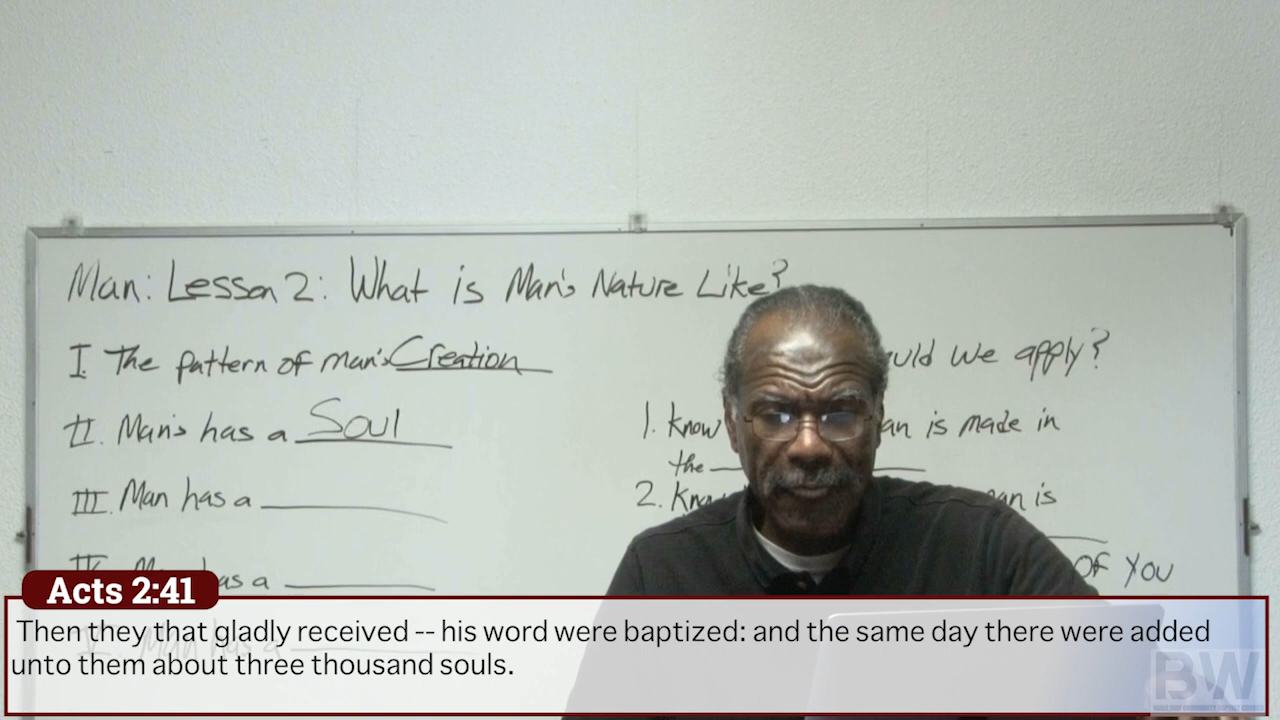 Man: Lesson 2: What is Man's Nature Like?
I. The pattern of man's Creation
II. Man's has a Soul
III. Man has a
has a
uld we apply?
1. Know an is made in
the
2. Kno an is
of you
Acts 2:41
Then they that gladly received -- his word were baptized: and the same day there were added
unto them about three thousand souls.
BW